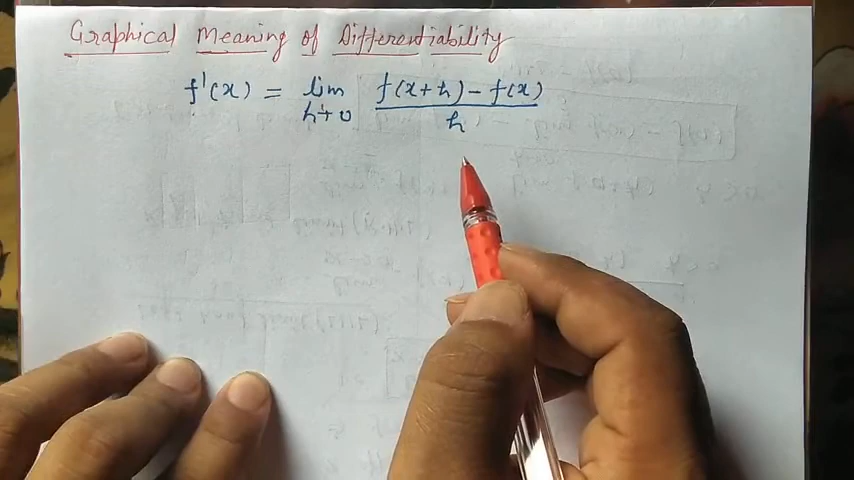 Graphical Meaning of Differentiability
f'(x) = lim h→0 f(x+h) - f(x) / h